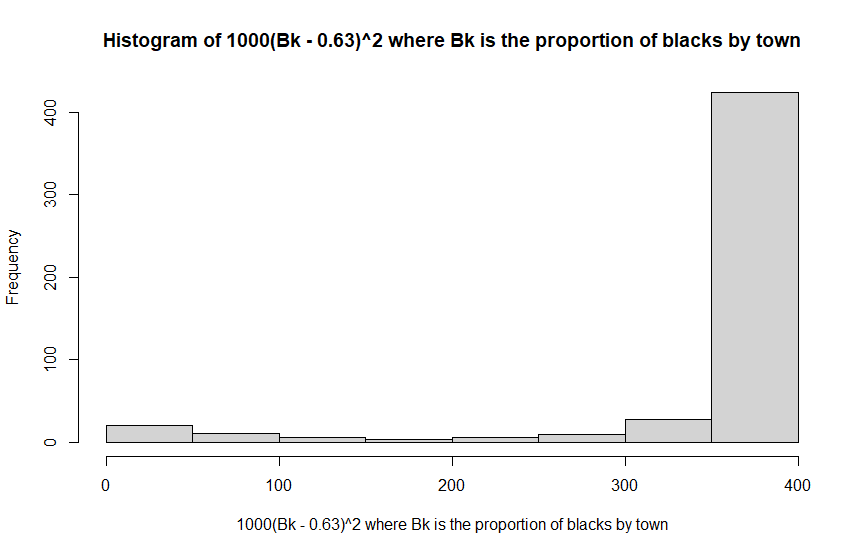 Histogram of 1000(Bk - 0.63)^2 where Bk is the proportion of blacks by town
Frequency
400
300
200
100
0
0 100 200 300 400
1000(Bk - 0.63)^2 where Bk is the proportion of blacks by town